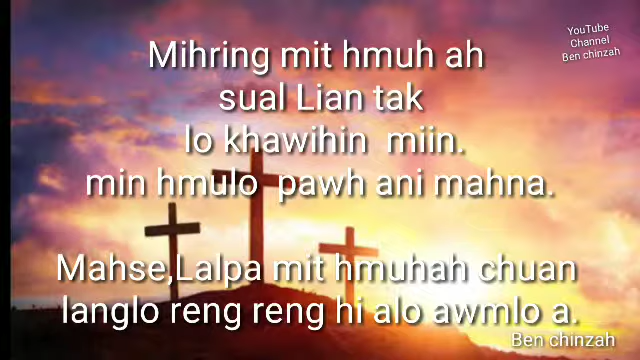 YouTube
Channel
Ben chinzah
Mihring mit hmuh ah
sual Lian tak
lo khawihin miin.
min hmulo pawh ani mahna.
Mahse,Lalpa mit hmuhah chuan
langlo reng reng hi alo awmlo a.
Ben chinzah